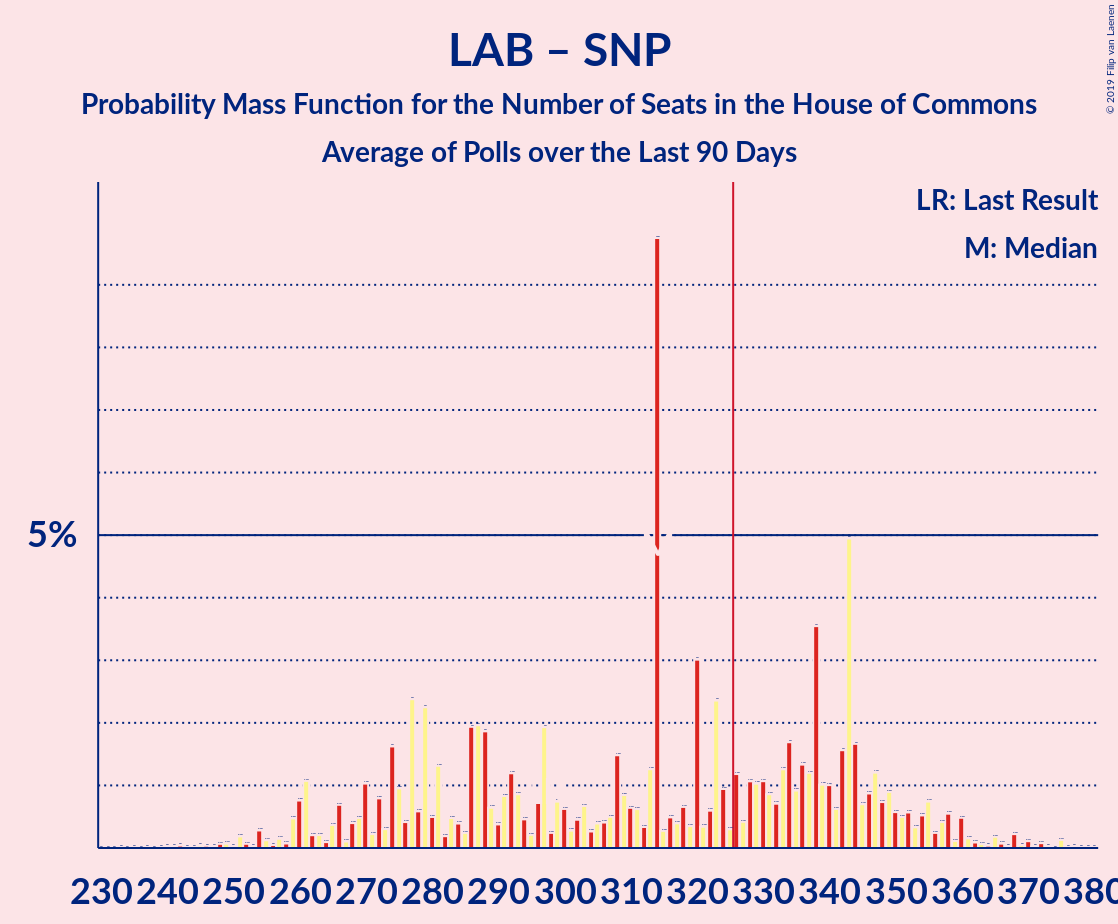 LAB – SNP
Probability Mass Function for the Number of Seats in the House of Commons
Average of Polls over the Last 90 Days
© 2019 Filip van Laenen
LR: Last Result
M: Median
5%
230 240 250 260 270 280 290 300 310 320 330 340 350 360 370 380